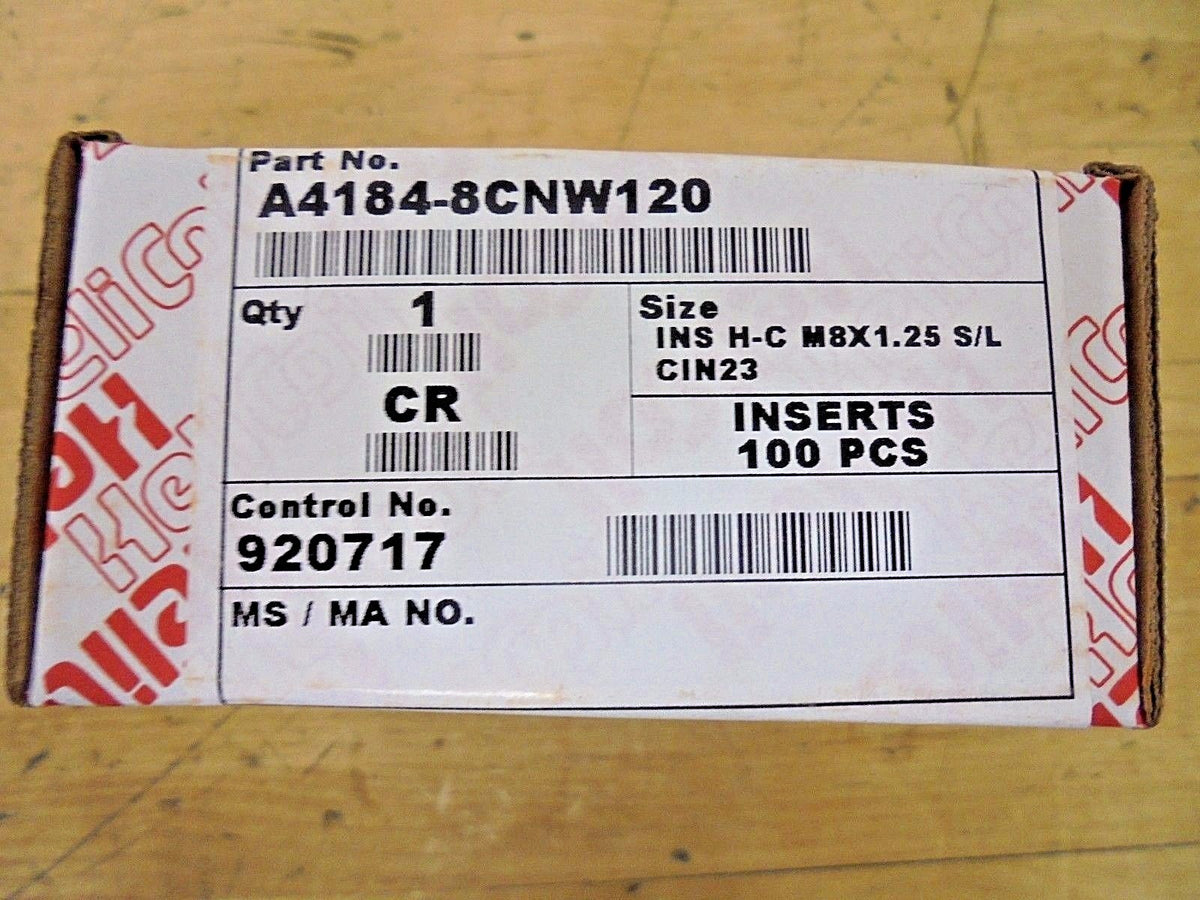 Part No.
A4184-8CNW120
Qty 1
CR
Size
INS H-C M8X1.25 S/L
CIN23
INSERTS
100 PCS
Control No.
920717
MS / MA NO.